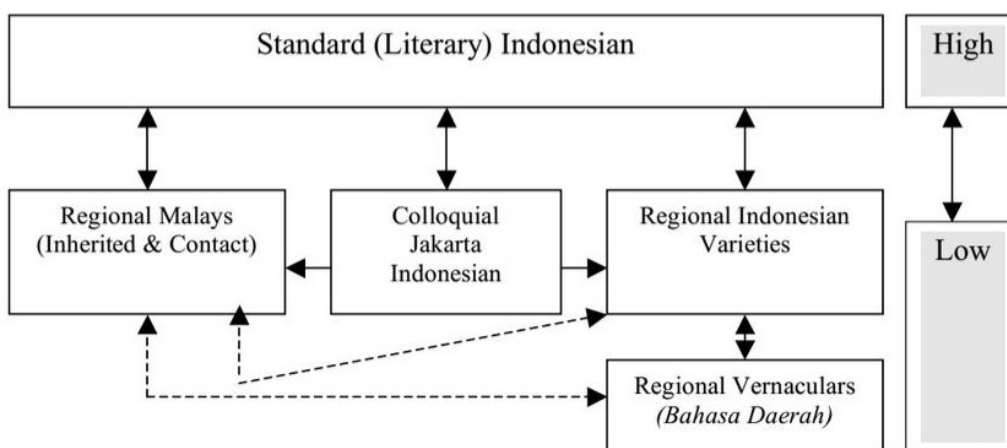 Standard (Literary) Indonesian
High
Regional Malays
(Inherited & Contact)
Colloquial
Jakarta
Indonesian
Regional Indonesian
Varieties
Low
Regional Vernaculars
(Bahasa Daerah)